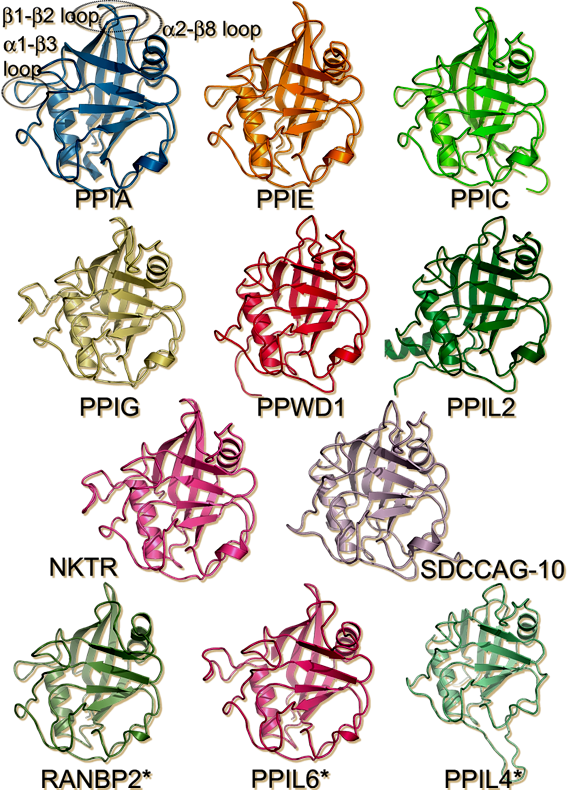 β1-β2 loop
α2-β8 loop
α1-β3
loop
PPIA
PPIE
PPIC
PPIG
PPWD1
PPIL2
NKTR
SDCCAG-10
RANBP2*
PPIL6*
PPIL4*